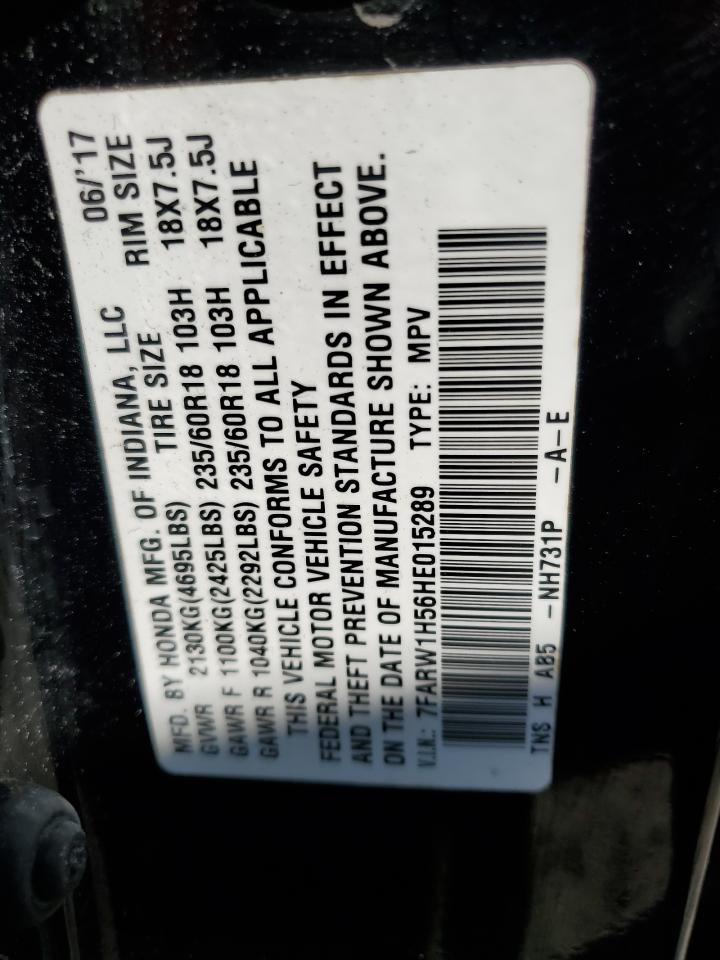 MFD. BY HONDA MFG. OF INDIANA, LLC 06/'17
TIRE SIZE RIM SIZE
GVWR 2130KG(4695LBS)
GAWR F 1100KG(2425LBS) 235/60R18 103H 18X7.5J
GAWR R 1040KG(2292LBS) 235/60R18 103H 18X7.5J
THIS VEHICLE CONFORMS TO ALL APPLICABLE
FEDERAL MOTOR VEHICLE SAFETY
AND THEFT PREVENTION STANDARDS IN EFFECT
ON THE DATE OF MANUFACTURE SHOWN ABOVE.
V.I.N.: 7FARW1H56HE015289 TYPE: MPV
TNS H AB5 -NH731P -A-E